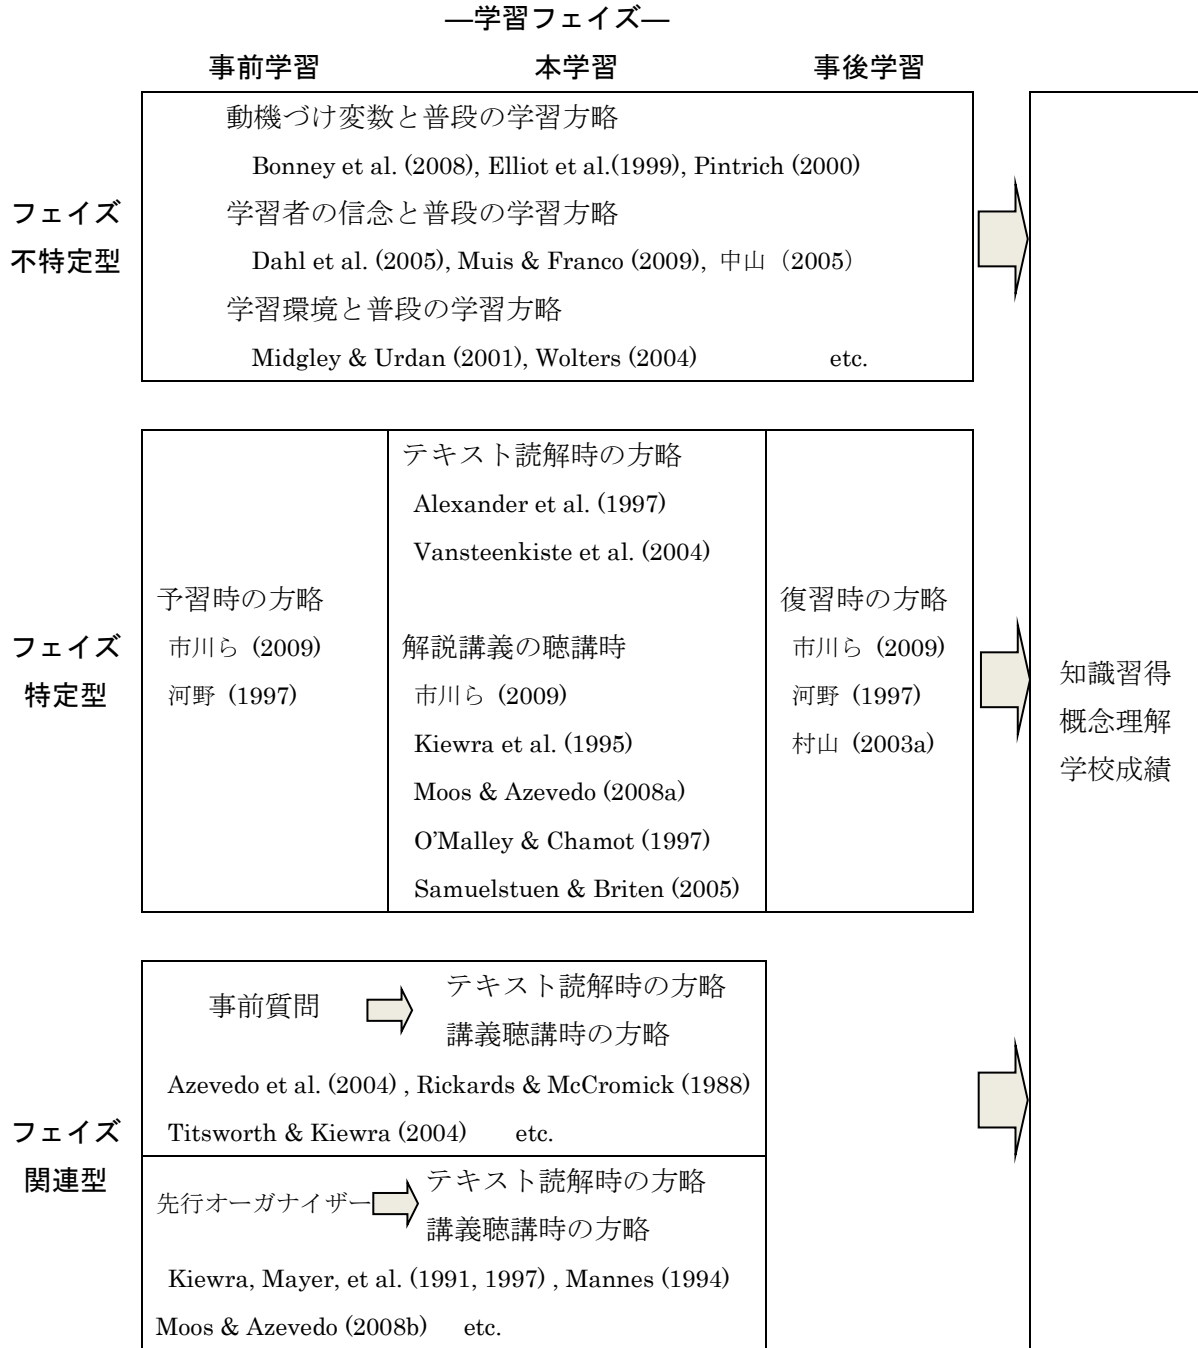 ―学習フェイズ―
事前学習 本学習 事後学習
動機づけ変数と普段の学習方略
Bonney et al. (2008), Elliot et al.(1999), Pintrich (2000)
フェイズ
不特定型
学習者の信念と普段の学習方略
Dahl et al. (2005), Muis & Franco (2009), 中山（2005）
学習環境と普段の学習方略
Midgley & Urdan (2001), Wolters (2004) etc.
フェイズ
特定型
予習時の方略
市川ら (2009)
河野 (1997)
テキスト読解時の方略
Alexander et al. (1997)
Vansteenkiste et al. (2004)
解説講義の聴講時
市川ら (2009)
Kiewra et al. (1995)
Moos & Azevedo (2008a)
O’Malley & Chamot (1997)
Samuelstuen & Briten (2005)
復習時の方略
市川ら (2009)
河野 (1997)
村山 (2003a)
知識習得
概念理解
学校成績
フェイズ
関連型
事前質問
テキスト読解時の方略
講義聴講時の方略
Azevedo et al. (2004) , Rickards & McCromick (1988)
Titsworth & Kiewra (2004) etc.
先行オーガナイザー
テキスト読解時の方略
講義聴講時の方略
Kiewra, Mayer, et al. (1991, 1997) , Mannes (1994)
Moos & Azevedo (2008b) etc.